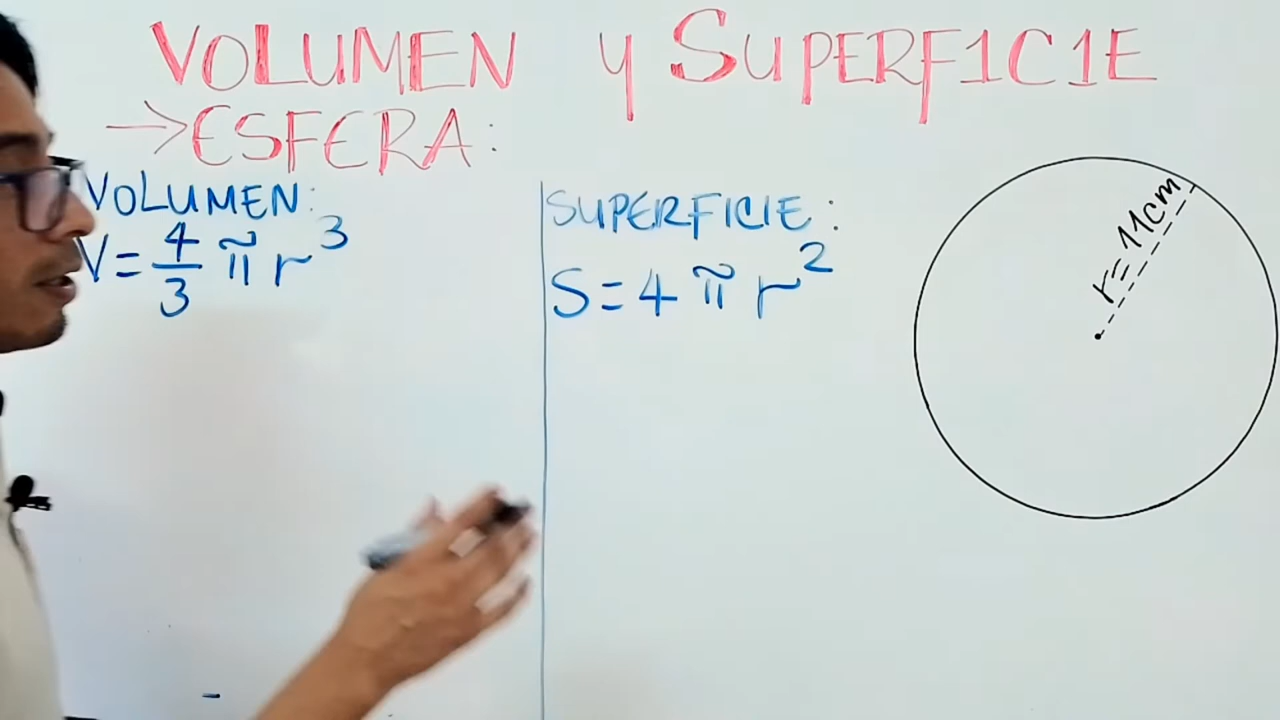 VOLUMEN y SUPERF1C1E
→ESFERA:
VOLUMEN:
V=4/3 π r³
SUPERFICIE:
S=4 π r²
r=11cm